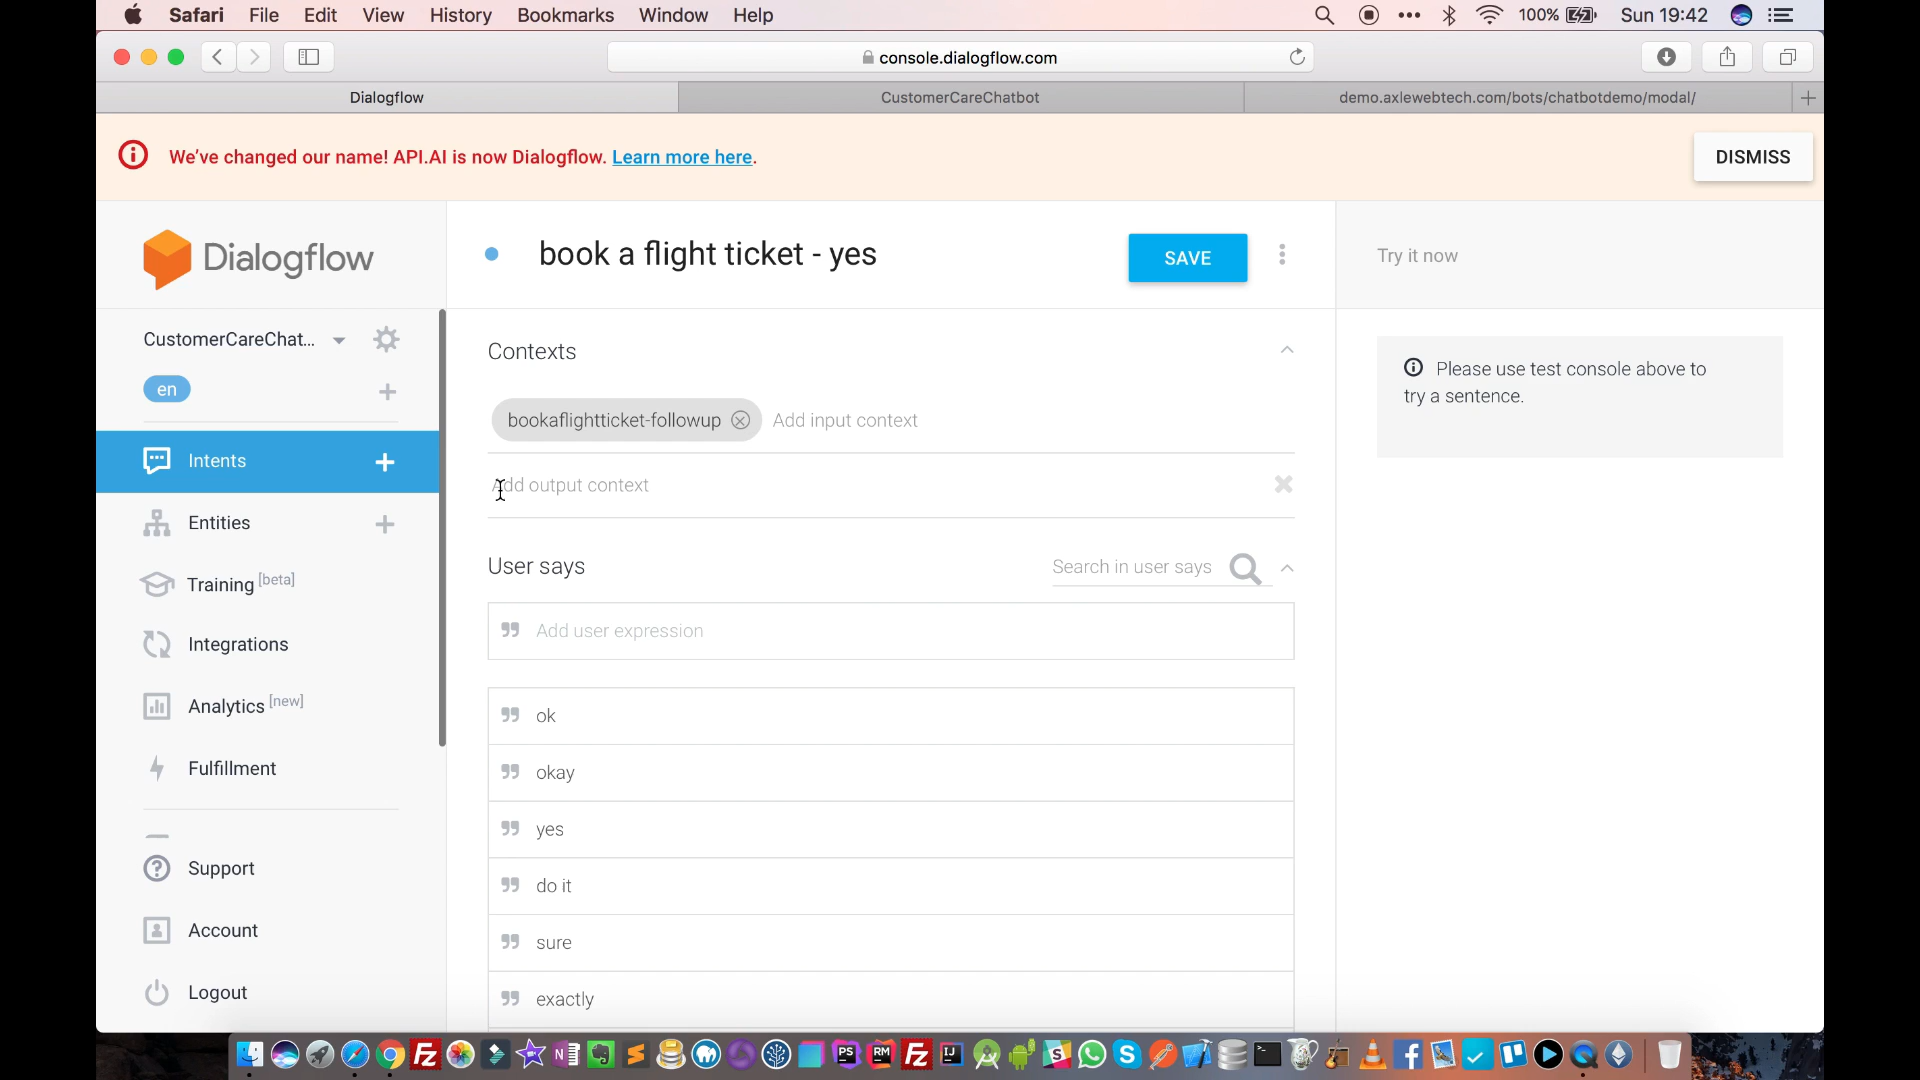 Safari File Edit View History Bookmarks Window Help 100% Sun 19:42
console.dialogflow.com
Dialogflow CustomerCareChatbot demo.axlewebtech.com/bots/chatbotdemo/modal/
We've changed our name! API.AI is now Dialogflow. Learn more here. DISMISS
Dialogflow
CustomerCareChat...
en
Intents
Entities
Training [beta]
Integrations
Analytics [new]
Fulfillment
Support
Account
Logout
book a flight ticket - yes SAVE
Contexts
bookaflightticket-followup Add input context
Add output context
User says Search in user says
Add user expression
ok
okay
yes
do it
sure
exactly
Try it now
Please use test console above to
try a sentence.